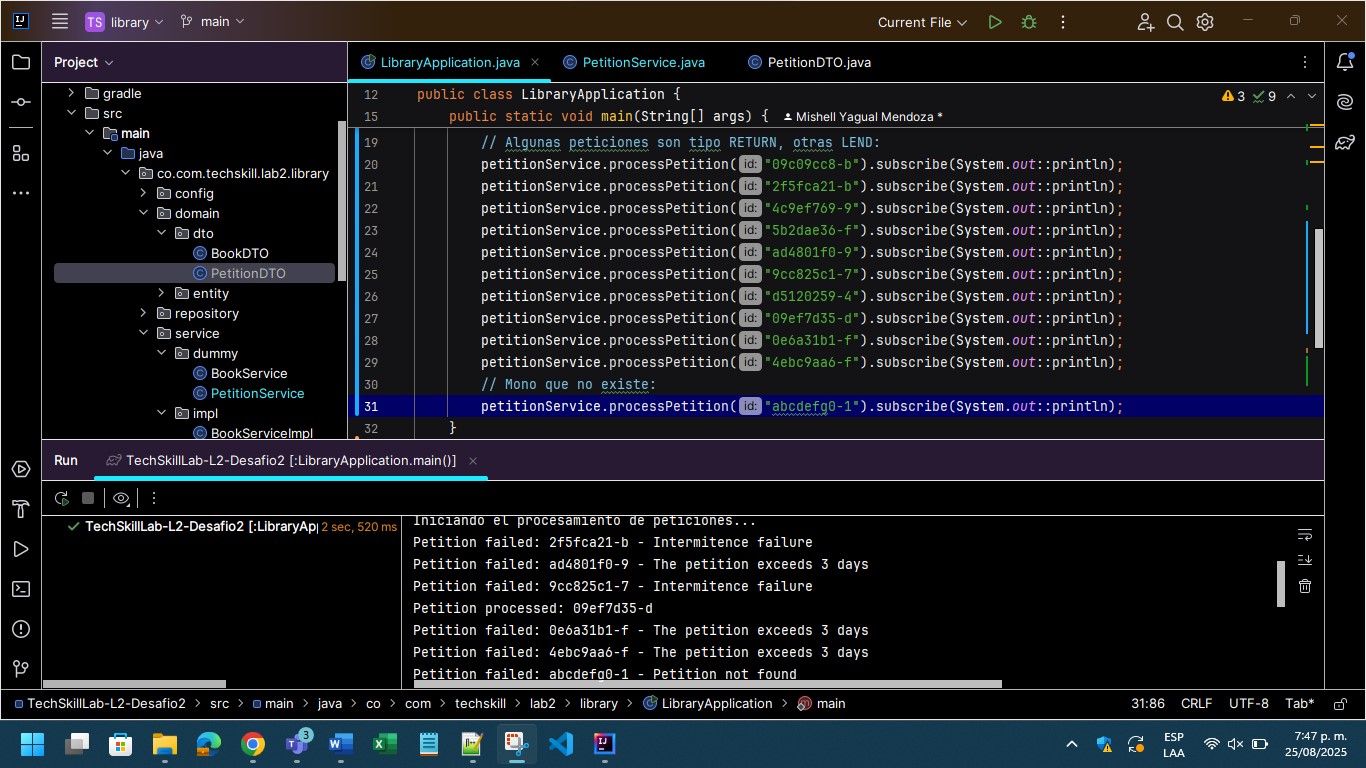 TS library main Current File
Project
LibraryApplication.java PetitionService.java PetitionDTO.java
gradle
src
main
java
co.com.techskill.lab2.library
config
domain
dto
BookDTO
PetitionDTO
entity
repository
service
dummy
BookService
PetitionService
impl
BookServiceImpl
3 9
12 public class LibraryApplication {
15 public static void main(String[] args) { Mishell Yagual Mendoza *
19 // Algunas peticiones son tipo RETURN, otras LEND:
20 petitionService.processPetition( id: "09c09cc8-b").subscribe(System.out::println);
21 petitionService.processPetition( id: "2f5fca21-b").subscribe(System.out::println);
22 petitionService.processPetition( id: "4c9ef769-9").subscribe(System.out::println);
23 petitionService.processPetition( id: "5b2dae36-f").subscribe(System.out::println);
24 petitionService.processPetition( id: "ad4801f0-9").subscribe(System.out::println);
25 petitionService.processPetition( id: "9cc825c1-7").subscribe(System.out::println);
26 petitionService.processPetition( id: "d5120259-4").subscribe(System.out::println);
27 petitionService.processPetition( id: "09ef7d35-d").subscribe(System.out::println);
28 petitionService.processPetition( id: "0e6a31b1-f").subscribe(System.out::println);
29 petitionService.processPetition( id: "4ebc9aa6-f").subscribe(System.out::println);
30 // Mono que no existe:
31 petitionService.processPetition( id: "abcdefg0-1").subscribe(System.out::println);
32 }
Run TechSkillLab-L2-Desafio2 [:LibraryApplication.main()]
TechSkillLab-L2-Desafio2 [:LibraryAp 2 sec, 520 ms
Iniciando el procesamiento de peticiones...
Petition failed: 2f5fca21-b - Intermitence failure
Petition failed: ad4801f0-9 - The petition exceeds 3 days
Petition failed: 9cc825c1-7 - Intermitence failure
Petition processed: 09ef7d35-d
Petition failed: 0e6a31b1-f - The petition exceeds 3 days
Petition failed: 4ebc9aa6-f - The petition exceeds 3 days
Petition failed: abcdefg0-1 - Petition not found
TechSkillLab-L2-Desafio2 > src > main > java > co > com > techskill > lab2 > library > LibraryApplication > main 31:86 CRLF UTF-8 Tab*
3
ESP
LAA
7:47 p. m.
25/08/2025